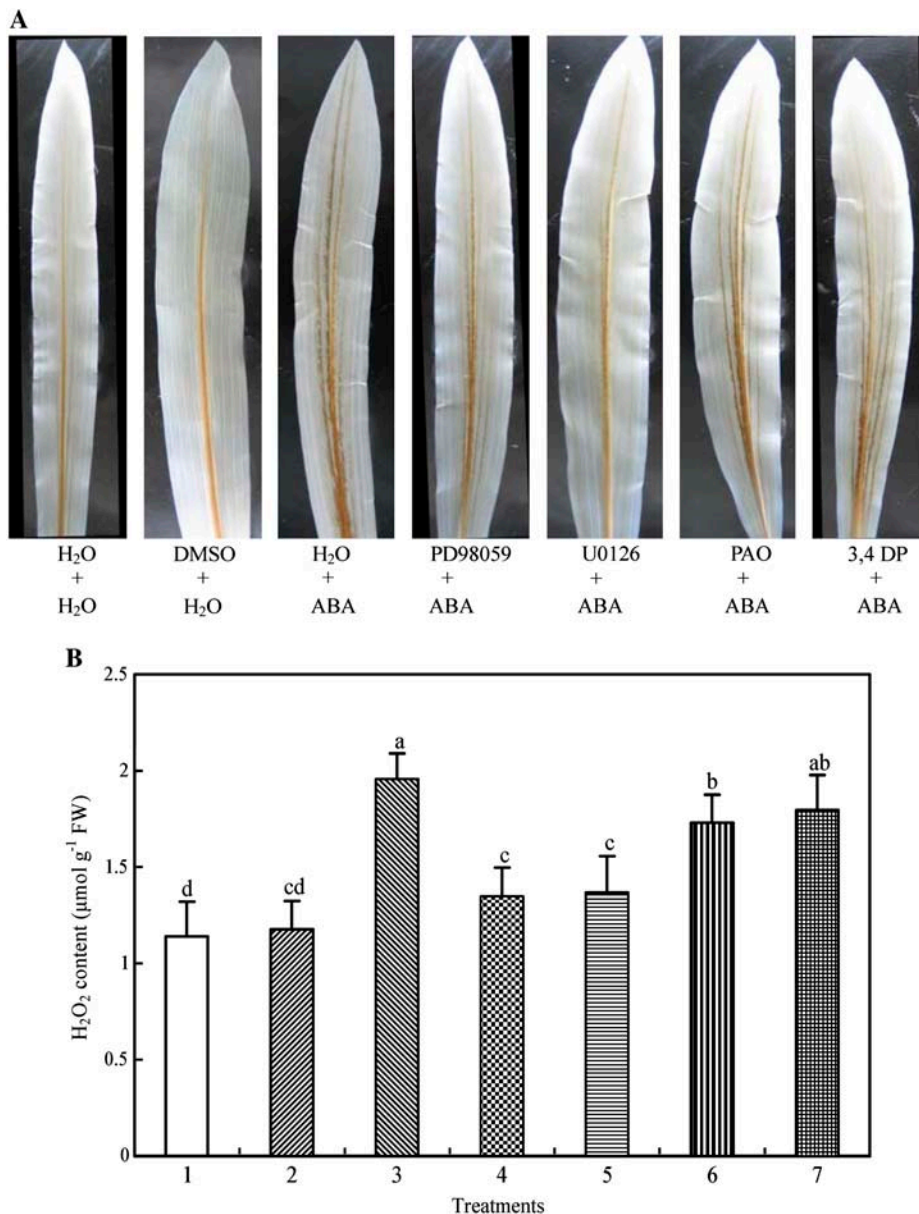 A
H₂O DMSO H₂O PD98059 U0126 PAO 3,4 DP
+ + + + + + +
H₂O H₂O ABA ABA ABA ABA ABA
B
H₂O₂ content (μmol g⁻¹ FW)
2.5
2
1.5
1
0.5
0
d cd a c c b ab
1 2 3 4 5 6 7
Treatments